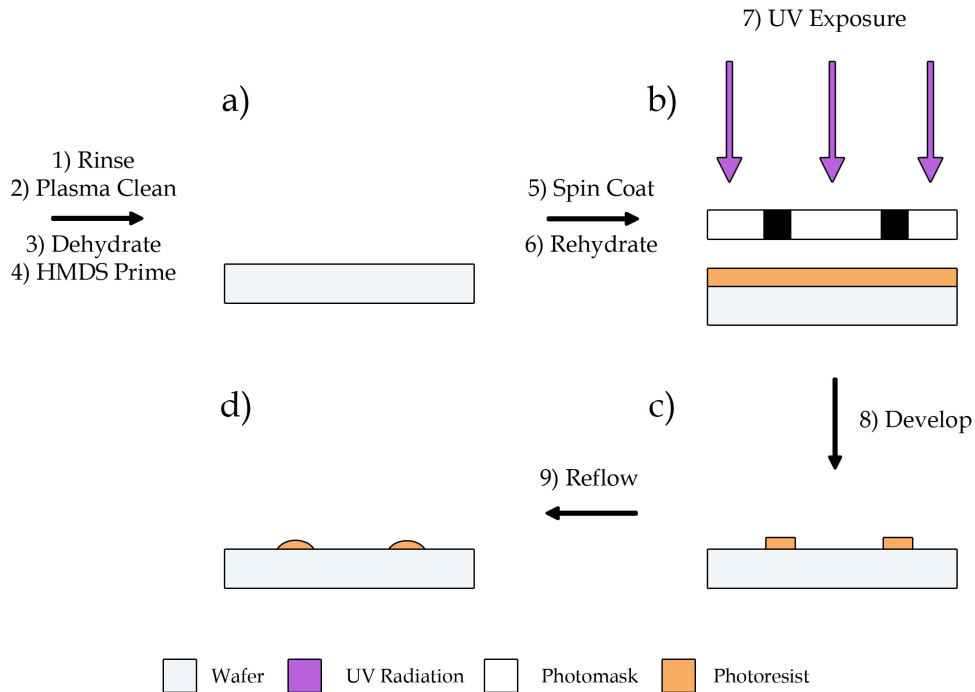 7) UV Exposure
a)
b)
1) Rinse
2) Plasma Clean
3) Dehydrate
4) HMDS Prime
5) Spin Coat
6) Rehydrate
d)
c)
8) Develop
9) Reflow
Wafer
UV Radiation
Photomask
Photoresist